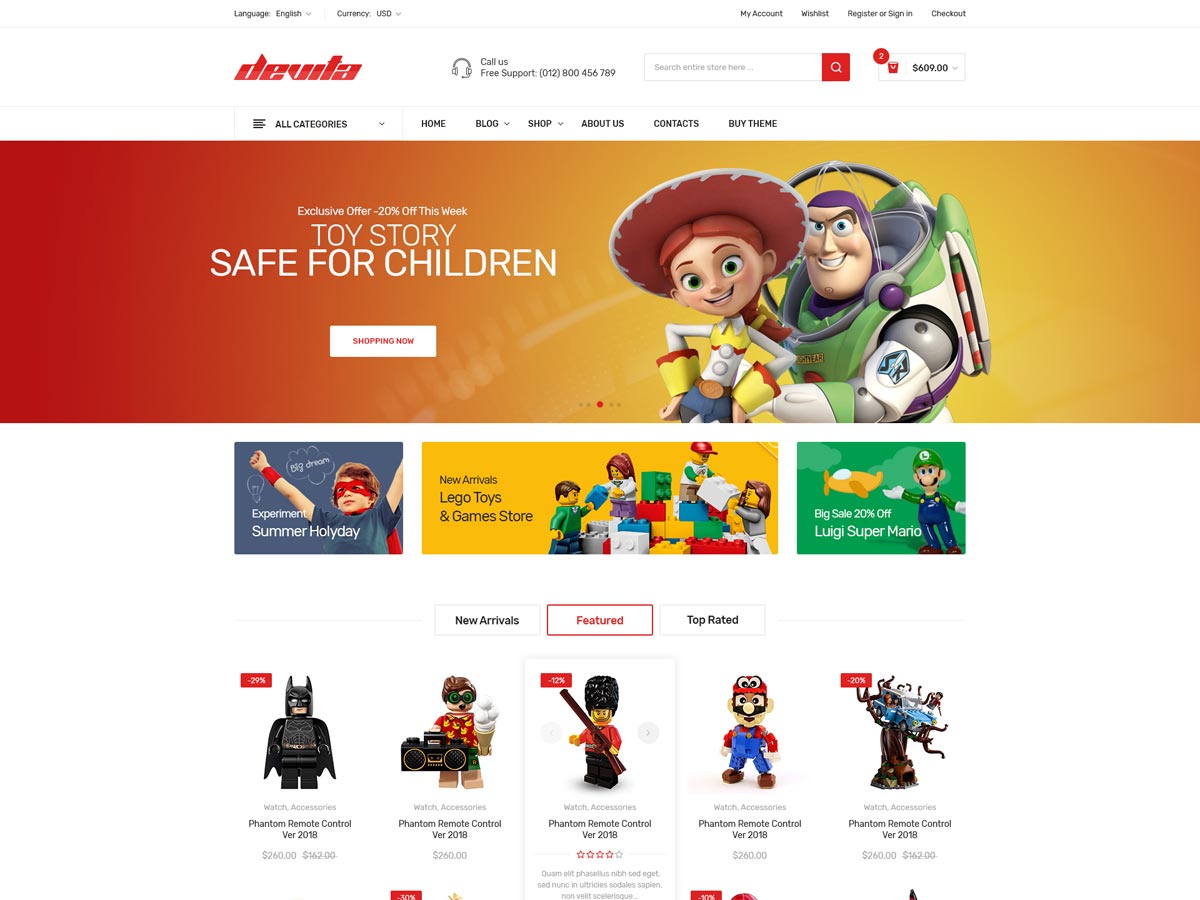 Language: English
Currency: USD
My Account
Wishlist
Register or Sign in
Checkout
devita
Call us
Free Support: (012) 800 456 789
Search entire store here ...
2
$609.00
ALL CATEGORIES
HOME
BLOG
SHOP
ABOUT US
CONTACTS
BUY THEME
Exclusive Offer -20% Off This Week
TOY STORY
SAFE FOR CHILDREN
SHOPPING NOW
Big dream
Experiment
Summer Holyday
New Arrivals
Lego Toys
& Games Store
L
Big Sale 20% Off
Luigi Super Mario
New Arrivals
Featured
Top Rated
-29%
Watch, Accessories
Phantom Remote Control
Ver 2018
$260.00 $162.00
Watch, Accessories
Phantom Remote Control
Ver 2018
$260.00
-12%
Watch, Accessories
Phantom Remote Control
Ver 2018
Quam elit phasellus nibh sed eget,
sed nunc in ultricies sodales sapien,
non velit scelerisque...
Watch, Accessories
Phantom Remote Control
Ver 2018
$260.00
-20%
Watch, Accessories
Phantom Remote Control
Ver 2018
$260.00 $162.00
-30%
-10%